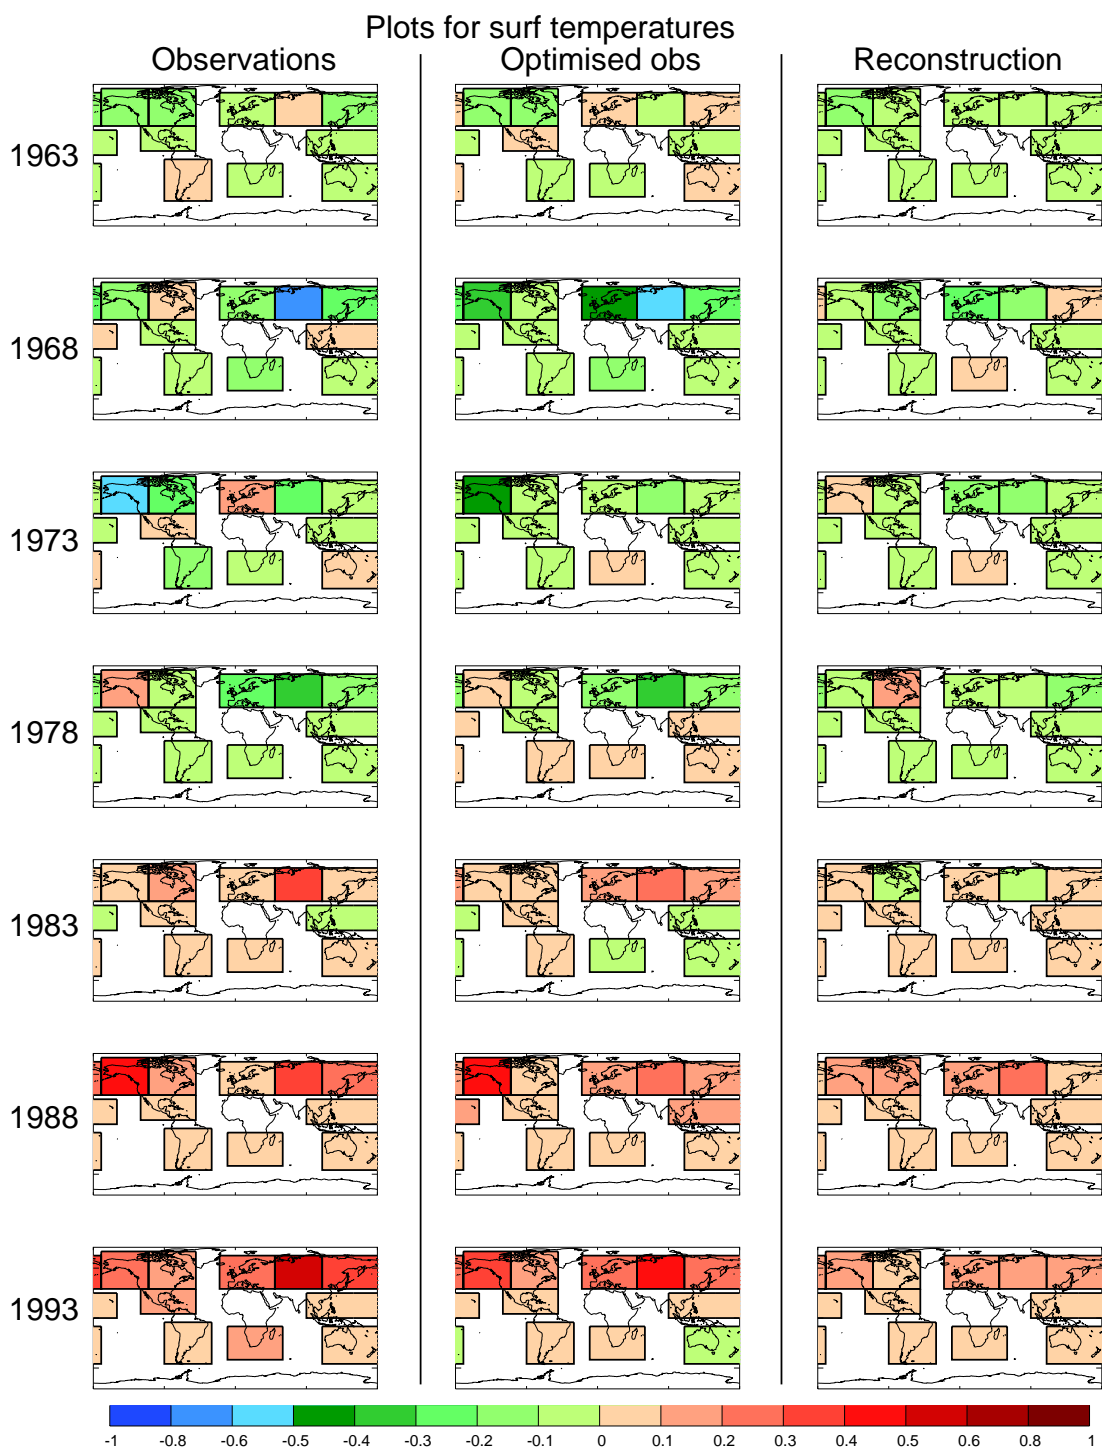 Plots for surf temperatures
Observations Optimised obs Reconstruction
1963
1968
1973
1978
1983
1988
1993
-1 -0.8 -0.6 -0.5 -0.4 -0.3 -0.2 -0.1 0 0.1 0.2 0.3 0.4 0.5 0.6 0.8 1